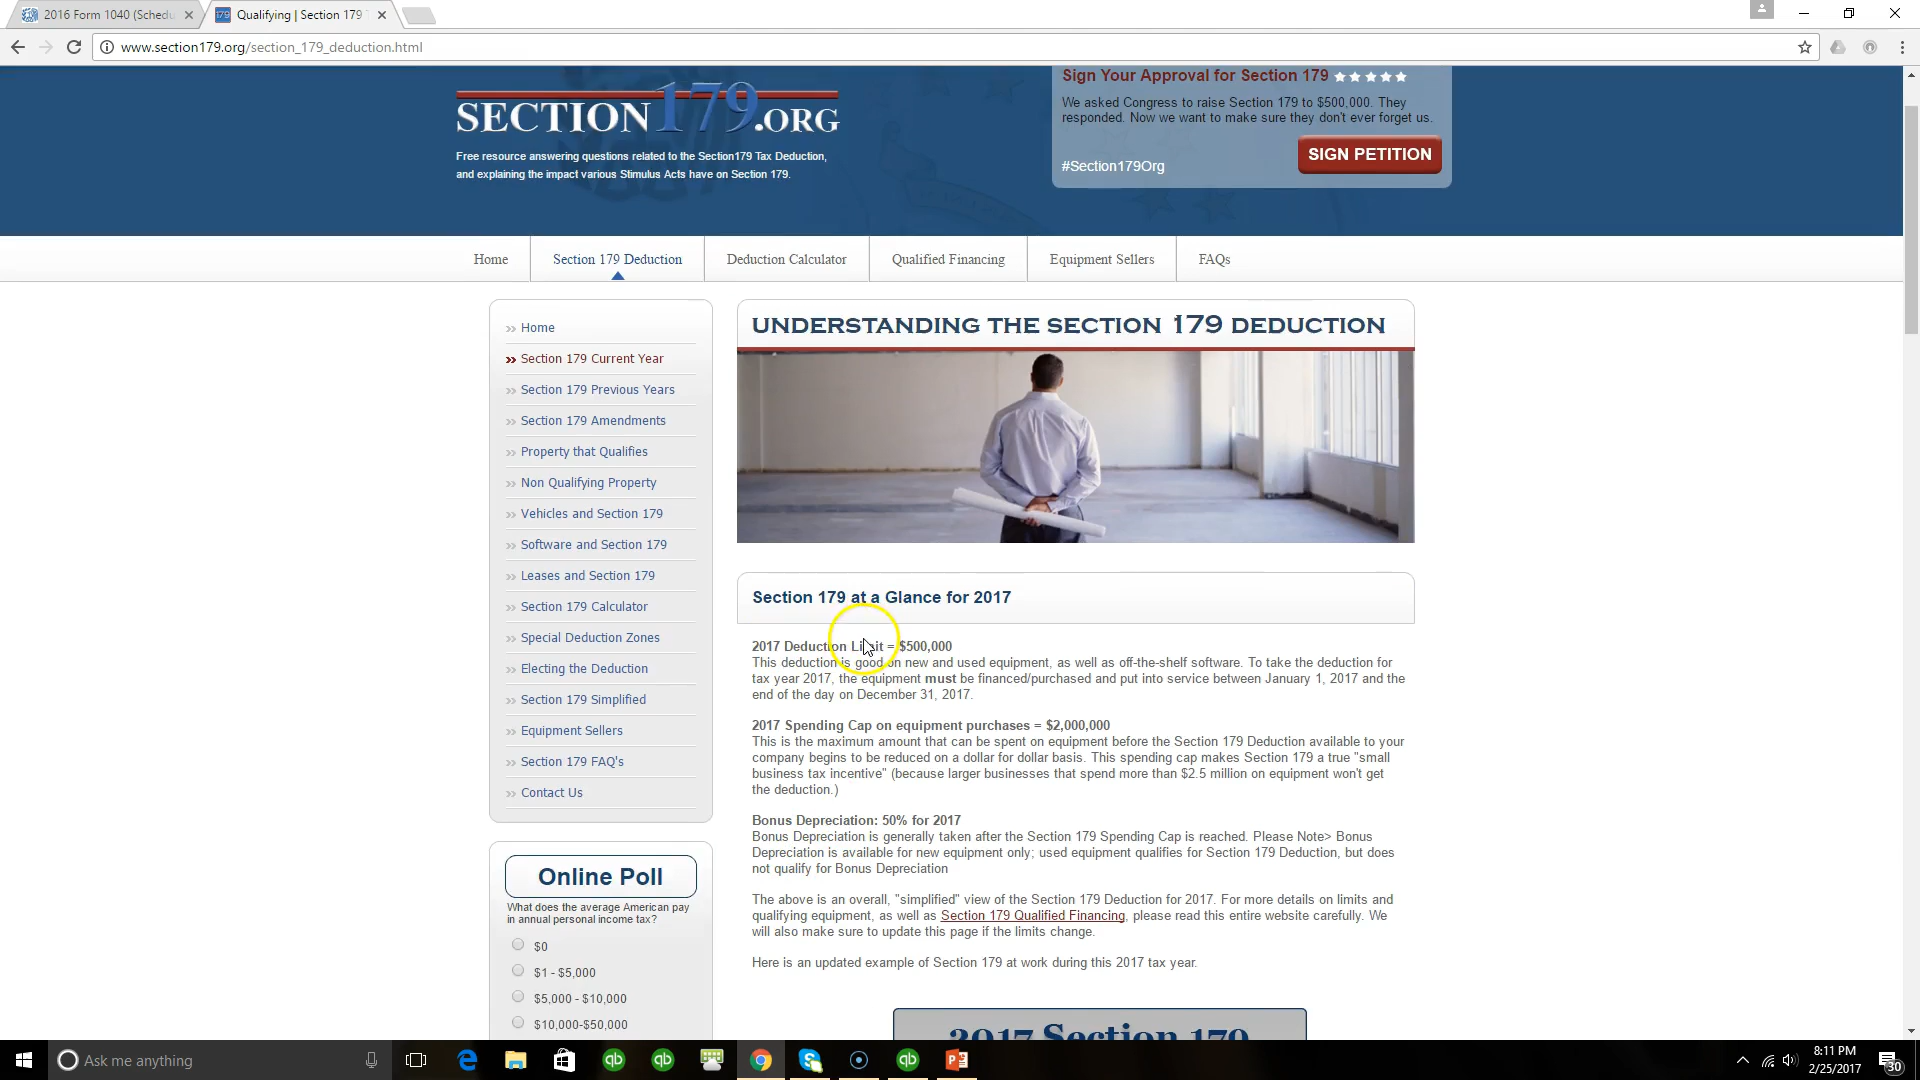 2016 Form 1040 (Schedu
Qualifying | Section 179
www.section179.org/section_179_deduction.html
SECTION179.ORG
Free resource answering questions related to the Section179 Tax Deduction,
and explaining the impact various Stimulus Acts have on Section 179.
Sign Your Approval for Section 179 ★★★★★
We asked Congress to raise Section 179 to $500,000. They
responded. Now we want to make sure they don't ever forget us.
#Section179Org
SIGN PETITION
Home
Section 179 Deduction
Deduction Calculator
Qualified Financing
Equipment Sellers
FAQs
Home
Section 179 Current Year
Section 179 Previous Years
Section 179 Amendments
Property that Qualifies
Non Qualifying Property
Vehicles and Section 179
Software and Section 179
Leases and Section 179
Section 179 Calculator
Special Deduction Zones
Electing the Deduction
Section 179 Simplified
Equipment Sellers
Section 179 FAQ's
Contact Us
Online Poll
What does the average American pay
in annual personal income tax?
$0
$1 - $5,000
$5,000 - $10,000
$10,000-$50,000
UNDERSTANDING THE SECTION 179 DEDUCTION
Section 179 at a Glance for 2017
2017 Deduction Limit = $500,000
This deduction is good on new and used equipment, as well as off-the-shelf software. To take the deduction for
tax year 2017, the equipment must be financed/purchased and put into service between January 1, 2017 and the
end of the day on December 31, 2017.
2017 Spending Cap on equipment purchases = $2,000,000
This is the maximum amount that can be spent on equipment before the Section 179 Deduction available to your
company begins to be reduced on a dollar for dollar basis. This spending cap makes Section 179 a true "small
business tax incentive" (because larger businesses that spend more than $2.5 million on equipment won't get
the deduction.)
Bonus Depreciation: 50% for 2017
Bonus Depreciation is generally taken after the Section 179 Spending Cap is reached. Please Note> Bonus
Depreciation is available for new equipment only; used equipment qualifies for Section 179 Deduction, but does
not qualify for Bonus Depreciation
The above is an overall, "simplified" view of the Section 179 Deduction for 2017. For more details on limits and
qualifying equipment, as well as Section 179 Qualified Financing, please read this entire website carefully. We
will also make sure to update this page if the limits change.
Here is an updated example of Section 179 at work during this 2017 tax year.
2017 Section 179
Ask me anything
8:11 PM
2/25/2017
30